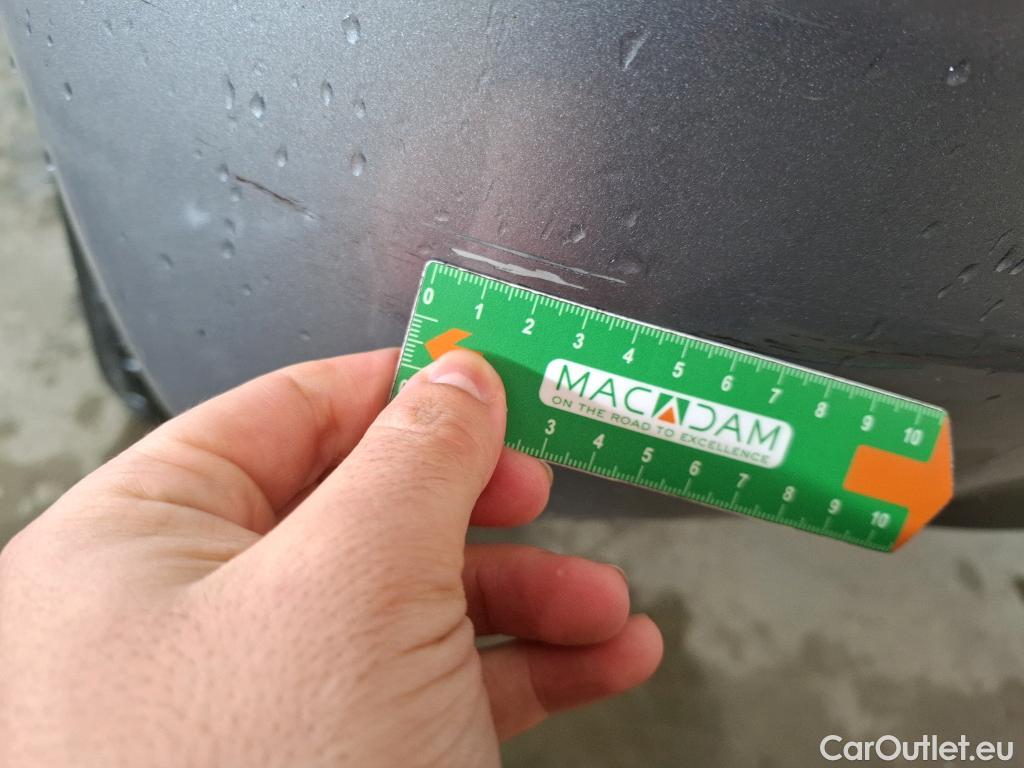 0 1 2 3 4 5 6 7 8 9 10
MACADAM
ON THE ROAD TO EXCELLENCE
3 4 5 6 7 8 9 10
CarOutlet.eu